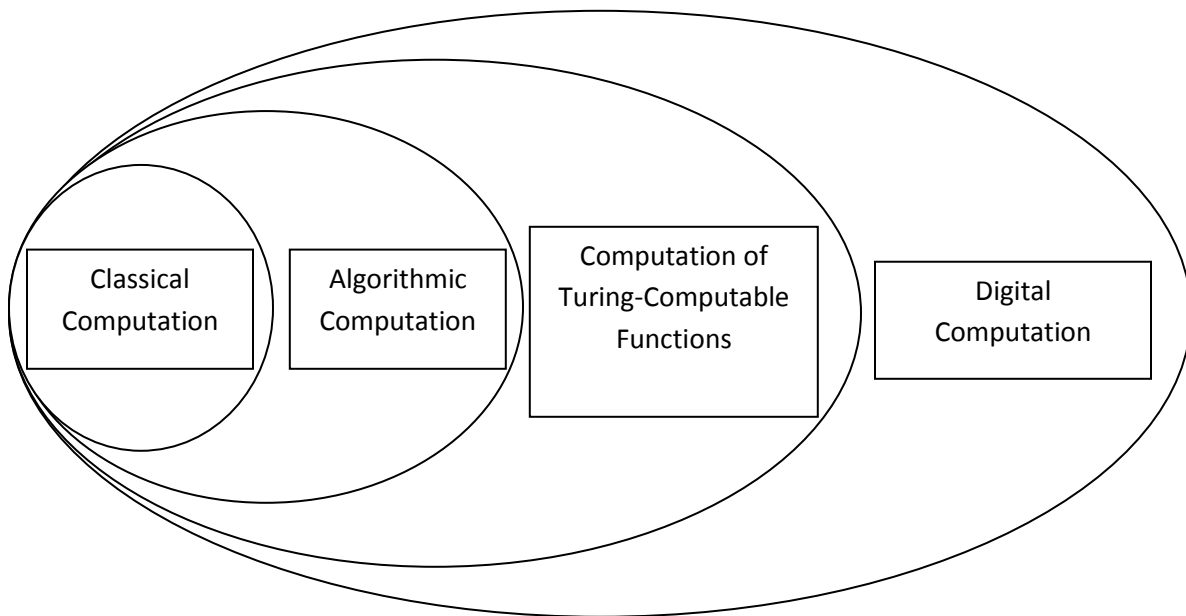 Classical
Computation
Algorithmic
Computation
Computation of
Turing-Computable
Functions
Digital
Computation